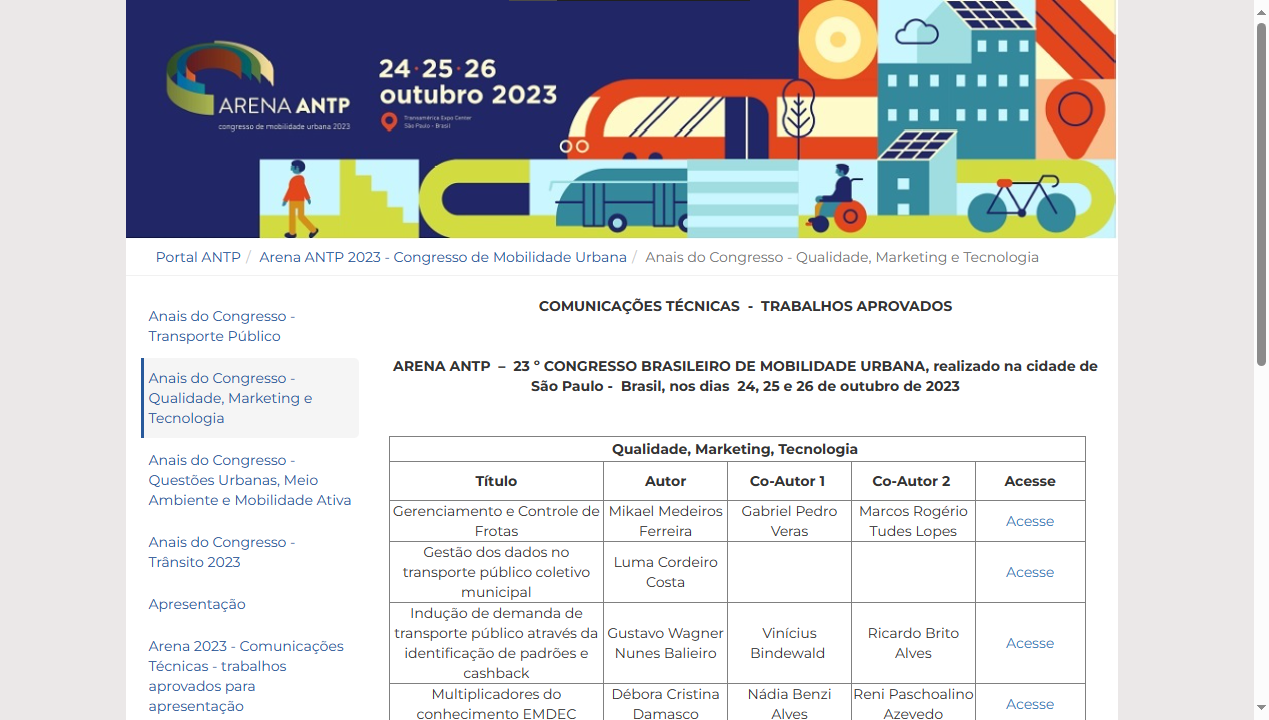 ARENA ANTP
congresso de mobilidade urbana 2023
24·25·26
outubro 2023
Transamérica Expo Center
São Paulo - Brasil
Portal ANTP / Arena ANTP 2023 - Congresso de Mobilidade Urbana / Anais do Congresso - Qualidade, Marketing e Tecnologia
Anais do Congresso -
Transporte Público
Anais do Congresso -
Qualidade, Marketing e
Tecnologia
Anais do Congresso -
Questões Urbanas, Meio
Ambiente e Mobilidade Ativa
Anais do Congresso -
Trânsito 2023
Apresentação
Arena 2023 - Comunicações
Técnicas - trabalhos
aprovados para
apresentação
COMUNICAÇÕES TÉCNICAS - TRABALHOS APROVADOS
ARENA ANTP – 23 º CONGRESSO BRASILEIRO DE MOBILIDADE URBANA, realizado na cidade de
São Paulo - Brasil, nos dias 24, 25 e 26 de outubro de 2023
Qualidade, Marketing, Tecnologia
Título Autor Co-Autor 1 Co-Autor 2 Acesse
Gerenciamento e Controle de
Frotas
Mikael Medeiros
Ferreira
Gabriel Pedro
Veras
Marcos Rogério
Tudes Lopes
Acesse
Gestão dos dados no
transporte público coletivo
municipal
Luma Cordeiro
Costa
Acesse
Indução de demanda de
transporte público através da
identificação de padrões e
cashback
Gustavo Wagner
Nunes Balieiro
Vinícius
Bindewald
Ricardo Brito
Alves
Acesse
Multiplicadores do
conhecimento EMDEC
Débora Cristina
Damasco
Nádia Benzi
Alves
Reni Paschoalino
Azevedo
Acesse